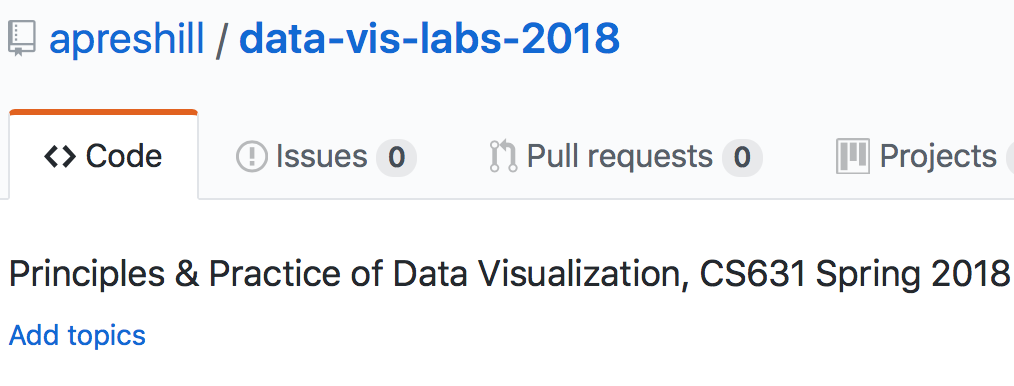 apreshill / data-vis-labs-2018
Code Issues 0 Pull requests 0 Projects
Principles & Practice of Data Visualization, CS631 Spring 2018
Add topics